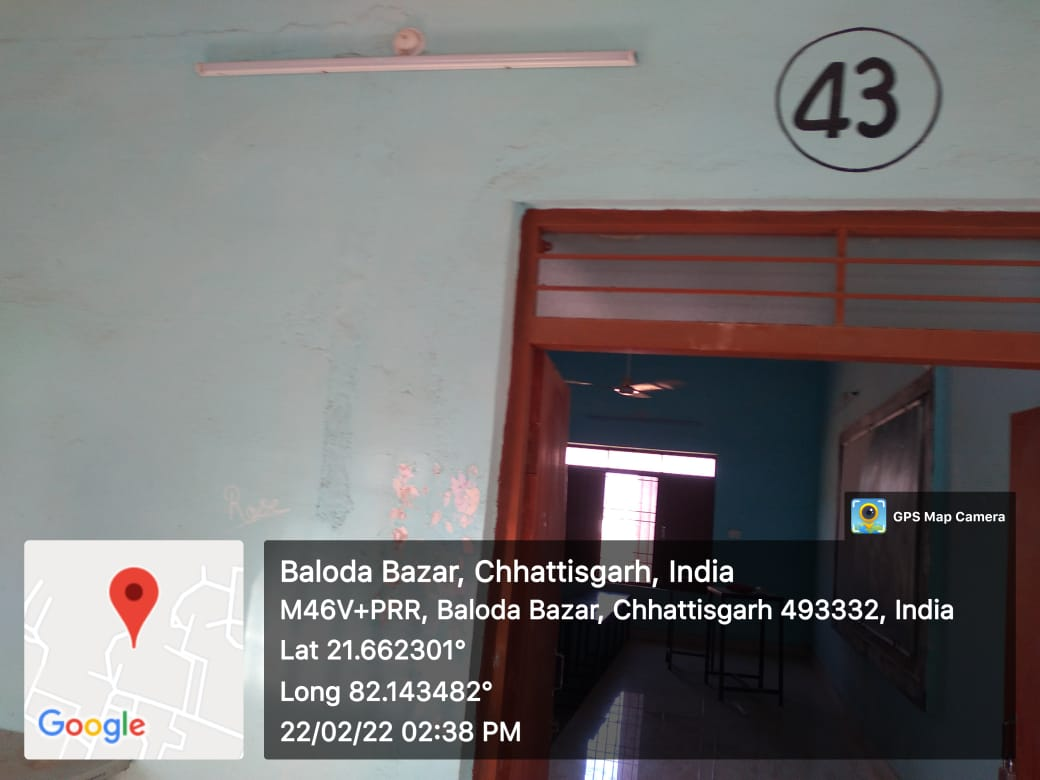 43
GPS Map Camera
Baloda Bazar, Chhattisgarh, India
M46V+PRR, Baloda Bazar, Chhattisgarh 493332, India
Lat 21.662301°
Long 82.143482°
22/02/22 02:38 PM
Google